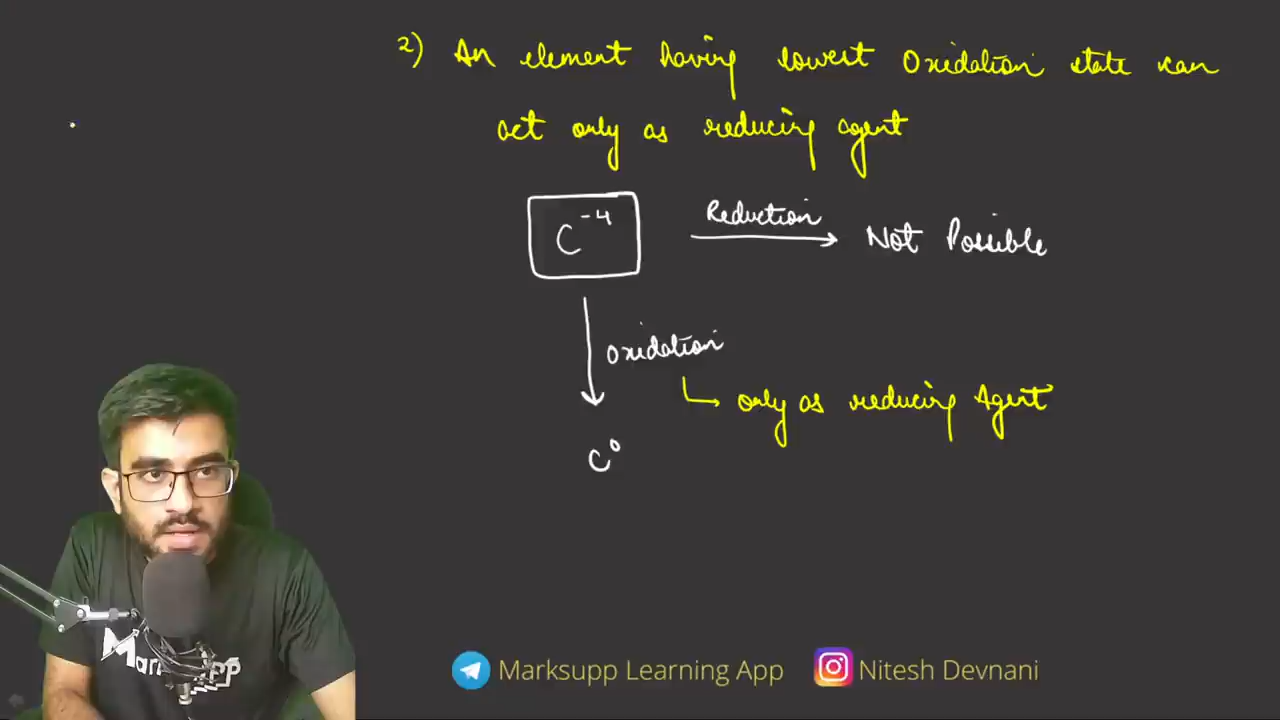 2) An element having lowest Oxidation state can
act only as reducing agent
C⁻⁴
Reduction
Not Possible
Oxidation
only as reducing Agent
C⁰
Marksupp
Marksupp Learning App
Nitesh Devnani